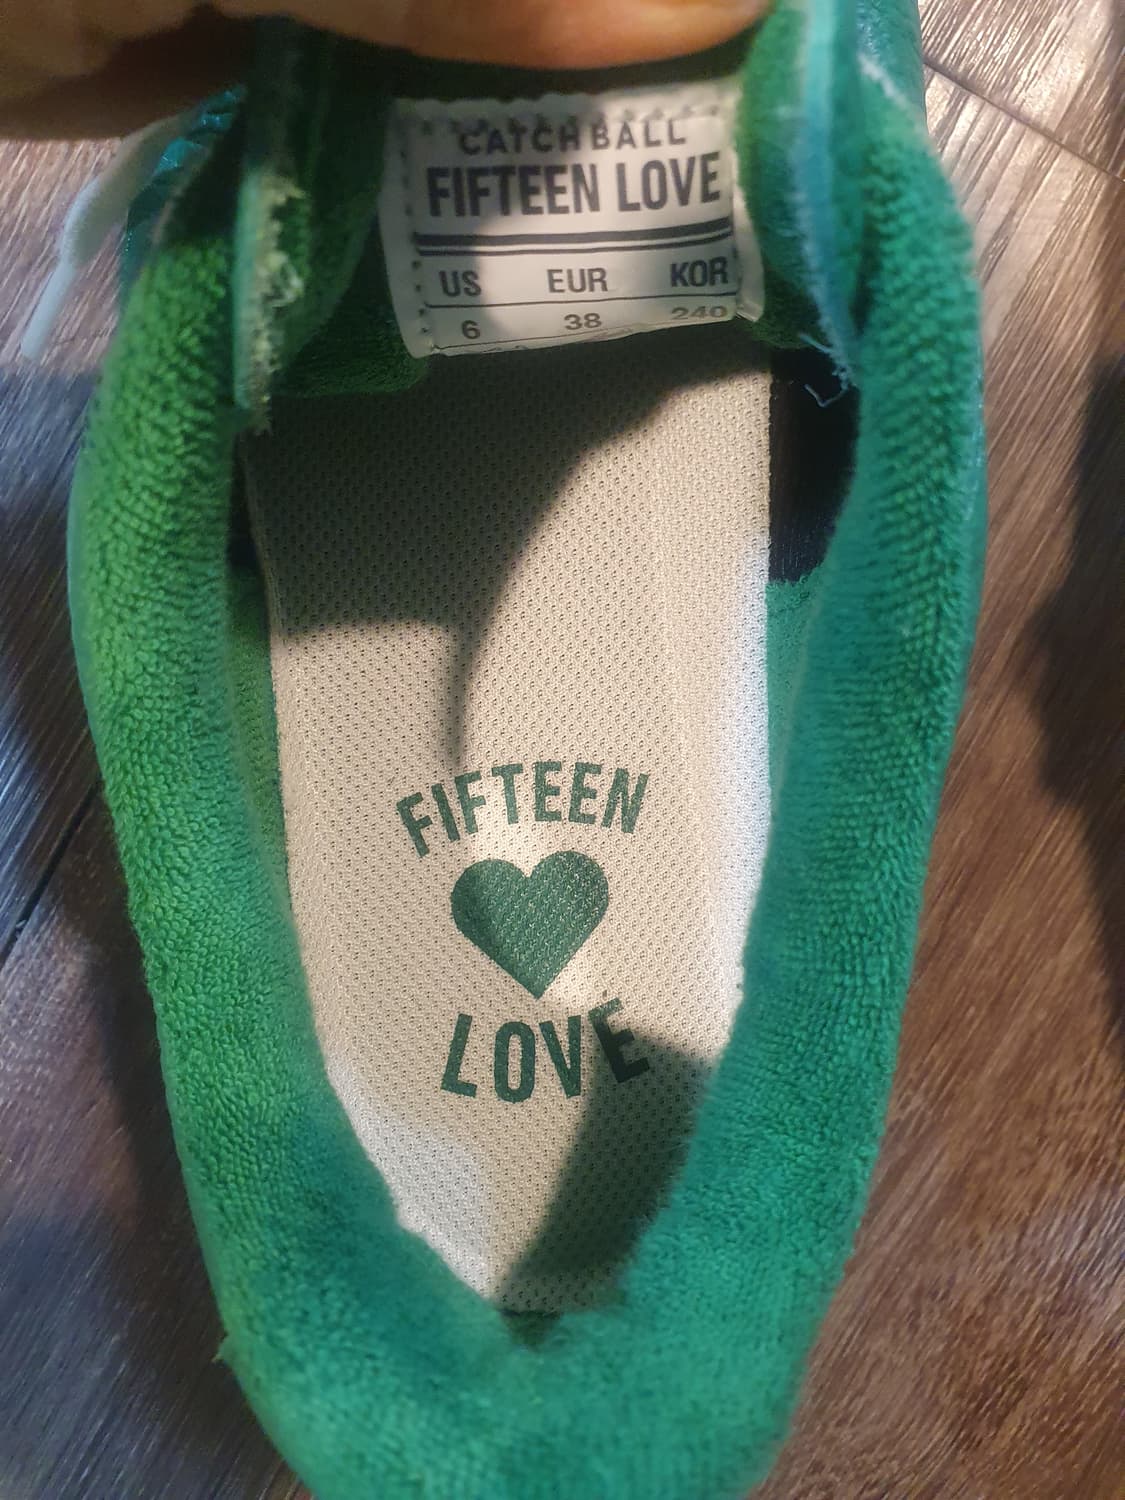 CATCHBALL
FIFTEEN LOVE
US EUR KOR
6 38 240
FIFTEEN
LOVE